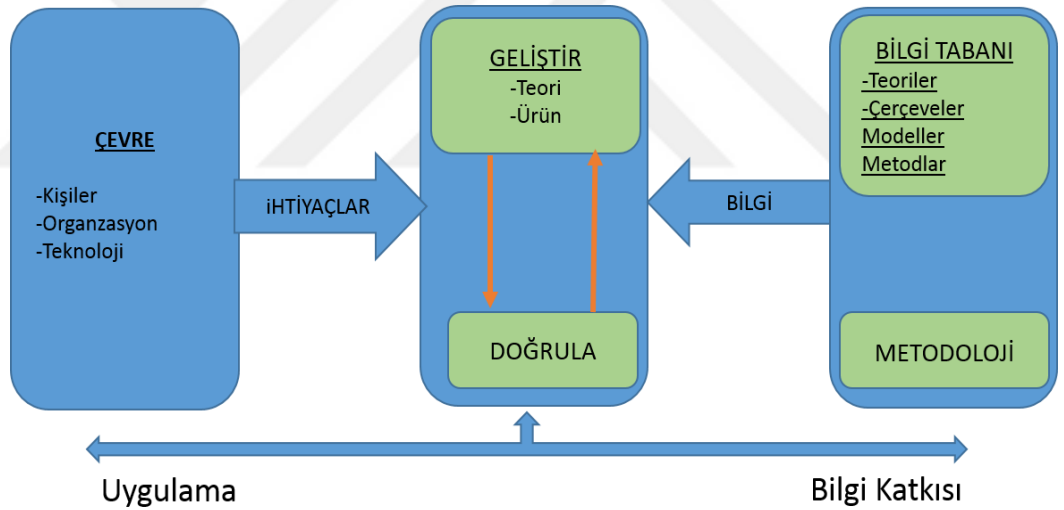 ÇEVRE
-Kişiler
-Organzasyon
-Teknoloji
iHTİYAÇLAR
GELİŞTİR
-Teori
-Ürün
DOĞRULA
BİLGİ
BİLGİ TABANI
-Teoriler
-Çerçeveler
Modeller
Metodlar
METODOLOJİ
Uygulama
Bilgi Katkısı